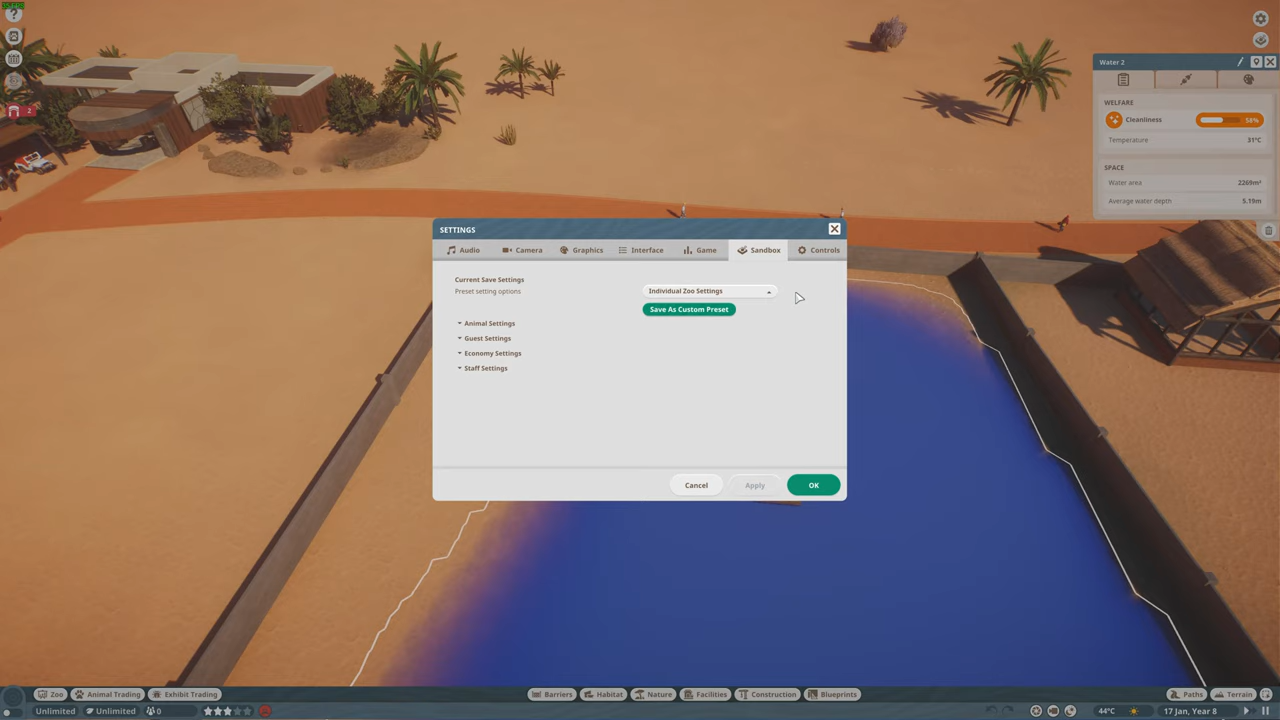 Water 2
WELFARE
Cleanliness 58%
Temperature 31°C
SPACE
Water area 2269m²
Average water depth 5.19m
2
SETTINGS
Audio Camera Graphics Interface Game Sandbox Controls
Current Save Settings
Preset setting options Individual Zoo Settings
Save As Custom Preset
Animal Settings
Guest Settings
Economy Settings
Staff Settings
Cancel Apply OK
Zoo Animal Trading Exhibit Trading Barriers Habitat Nature Facilities Construction Blueprints Paths Terrain
Unlimited Unlimited 0 44°C 17 Jan, Year 8